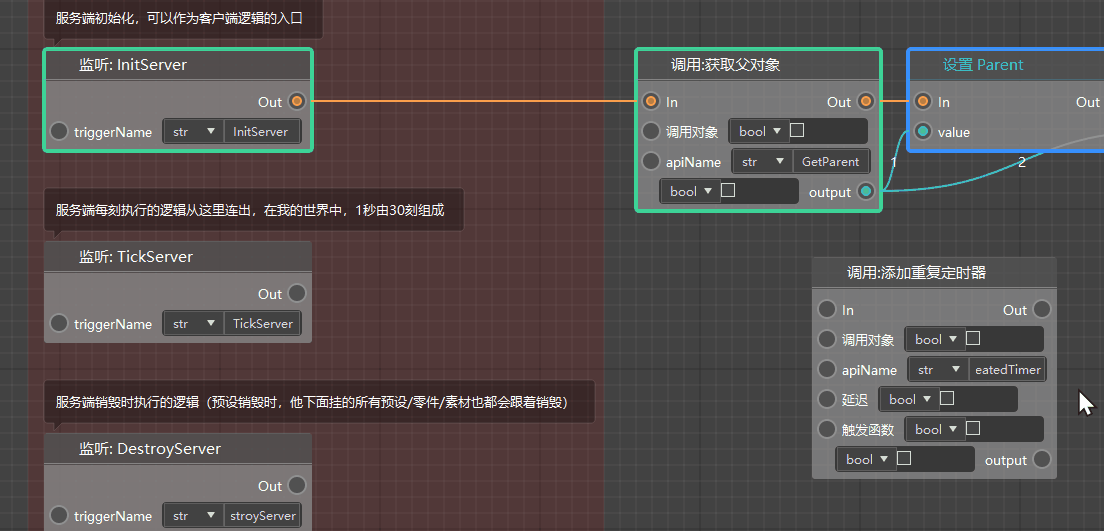 服务端初始化，可以作为客户端逻辑的入口
监听: InitServer
Out
triggerName str InitServer
调用:获取父对象
In Out
调用对象 bool
apiName str GetParent
bool output
设置 Parent
In Out
value
1
2
服务端每刻执行的逻辑从这里连出，在我的世界中，1秒由30刻组成
监听: TickServer
Out
triggerName str TickServer
调用:添加重复定时器
In Out
调用对象 bool
apiName str eatedTimer
延迟 bool
触发函数 bool
bool output
服务端销毁时执行的逻辑（预设销毁时，他下面挂的所有预设/零件/素材也都会跟着销毁）
监听: DestroyServer
Out
triggerName str stroyServer